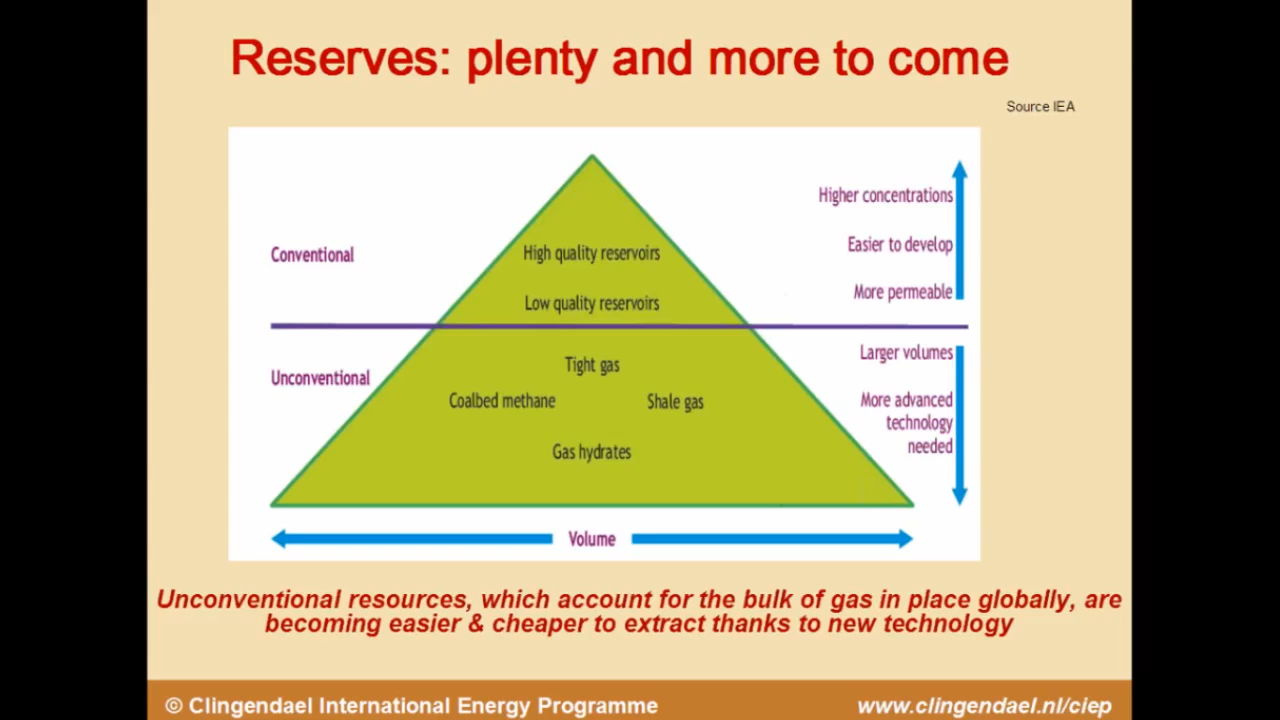 Reserves: plenty and more to come
Source IEA
Higher concentrations
Conventional
High quality reservoirs
Easier to develop
Low quality reservoirs
More permeable
Unconventional
Tight gas
Larger volumes
Coalbed methane
Shale gas
More advanced
technology
needed
Gas hydrates
Volume
Unconventional resources, which account for the bulk of gas in place globally, are
becoming easier & cheaper to extract thanks to new technology
© Clingendael International Energy Programme
www.clingendael.nl/ciep